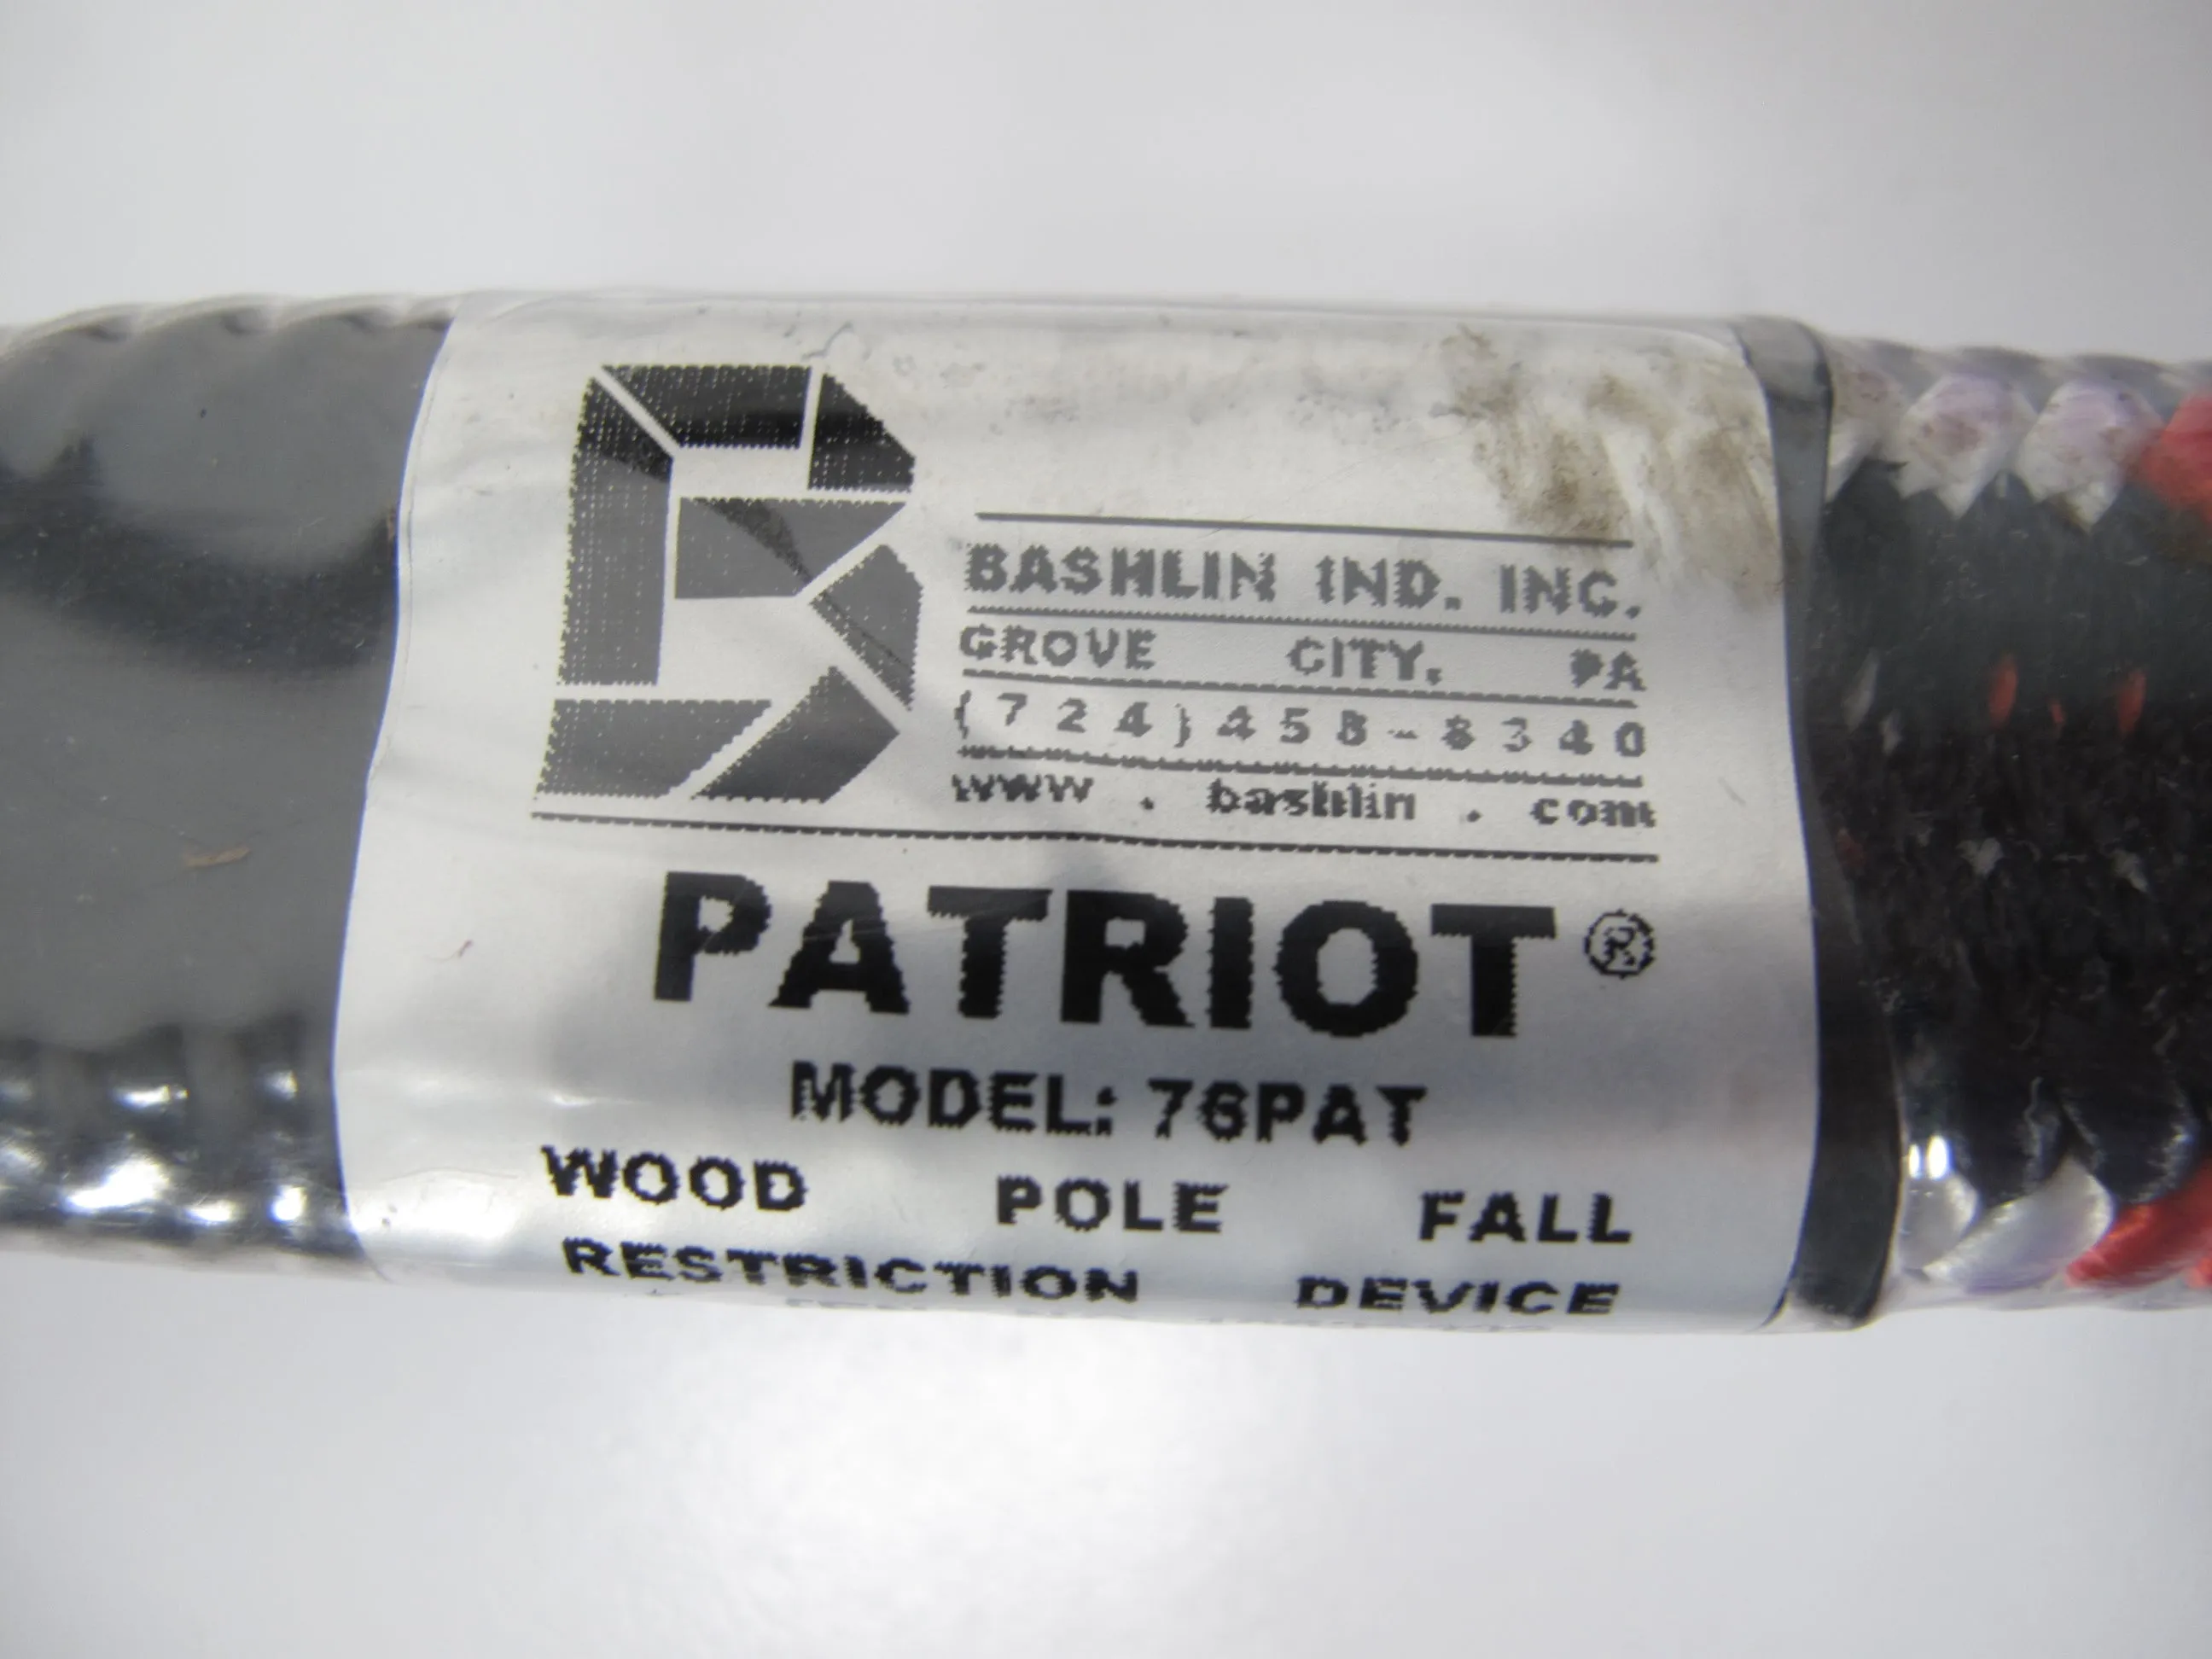 BASHLIN IND. INC.
GROVE CITY, PA
(724)458-8340
www.bashlin.com
PATRIOT®
MODEL: 76PAT
WOOD POLE FALL
RESTRICTION DEVICE